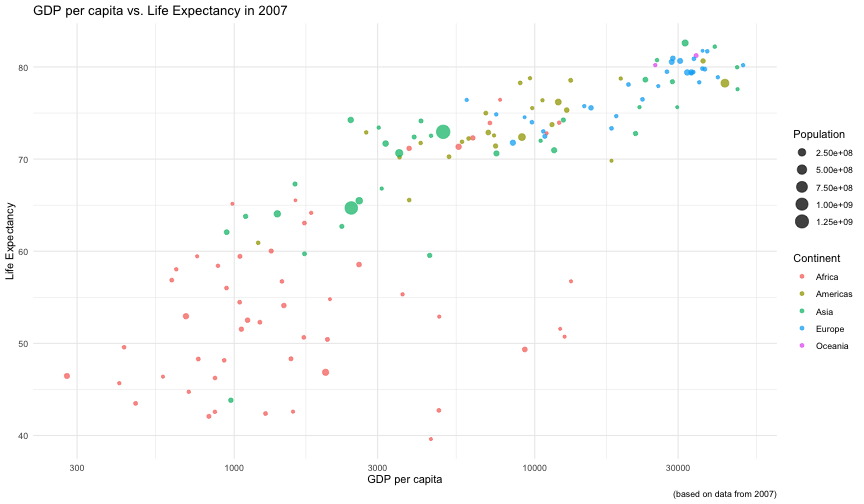 GDP per capita vs. Life Expectancy in 2007
Life Expectancy
80
70
60
50
40
300
1000
3000
10000
30000
GDP per capita
(based on data from 2007)
Population
2.50e+08
5.00e+08
7.50e+08
1.00e+09
1.25e+09
Continent
Africa
Americas
Asia
Europe
Oceania